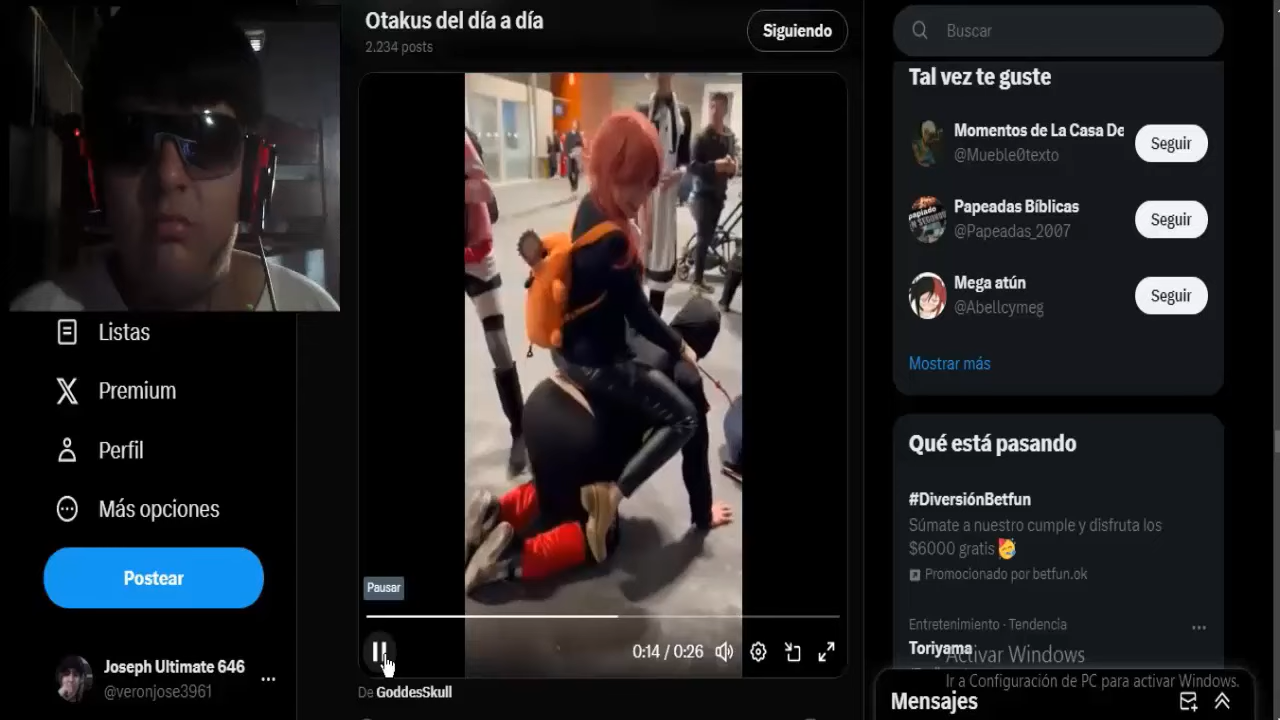 Otakus del día a día
2.234 posts
Siguiendo
Buscar
Tal vez te guste
Momentos de La Casa De
@Mueble0texto
Seguir
Papeadas Bíblicas
@Papeadas_2007
Seguir
Mega atún
@Abellcymeg
Seguir
Mostrar más
Listas
Premium
Perfil
Más opciones
Postear
Joseph Ultimate 646
@veronjose3961
Pausar
0:14 / 0:26
De GoddesSkull
Qué está pasando
#DiversiónBetfun
Súmate a nuestro cumple y disfruta los
$6000 gratis
Promocionado por betfun.ok
Entretenimiento · Tendencia
Toriyama
Activar Windows
Ir a Configuración de PC para activar Windows.
Mensajes